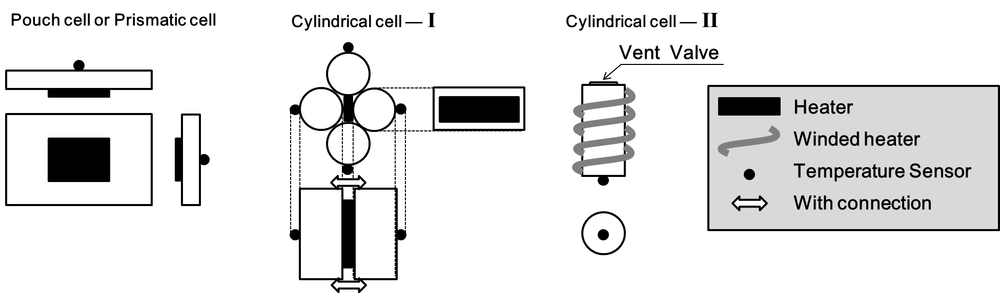 Pouch cell or Prismatic cell
Cylindrical cell — I
Cylindrical cell — II
Vent Valve
Heater
Winded heater
Temperature Sensor
With connection